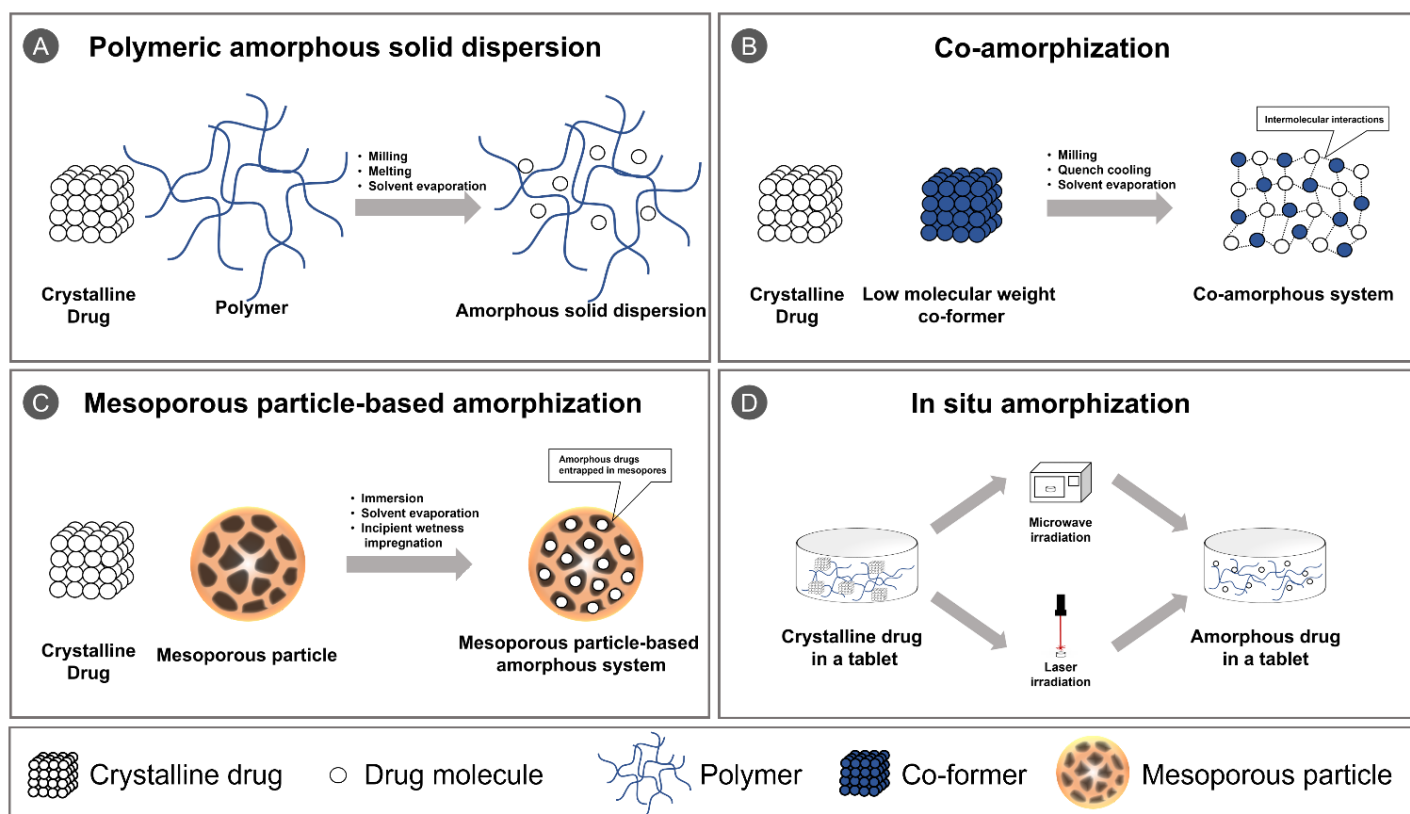 A Polymeric amorphous solid dispersion
• Milling
• Melting
• Solvent evaporation
Crystalline
Drug
Polymer
Amorphous solid dispersion
B Co-amorphization
Intermolecular interactions
• Milling
• Quench cooling
• Solvent evaporation
Crystalline
Drug
Low molecular weight
co-former
Co-amorphous system
C Mesoporous particle-based amorphization
Amorphous drugs
entrapped in mesopores
• Immersion
• Solvent evaporation
• Incipient wetness
impregnation
Crystalline
Drug
Mesoporous particle
Mesoporous particle-based
amorphous system
D In situ amorphization
Microwave
irradiation
Crystalline drug
in a tablet
Laser
irradiation
Amorphous drug
in a tablet
Crystalline drug
Drug molecule
Polymer
Co-former
Mesoporous particle